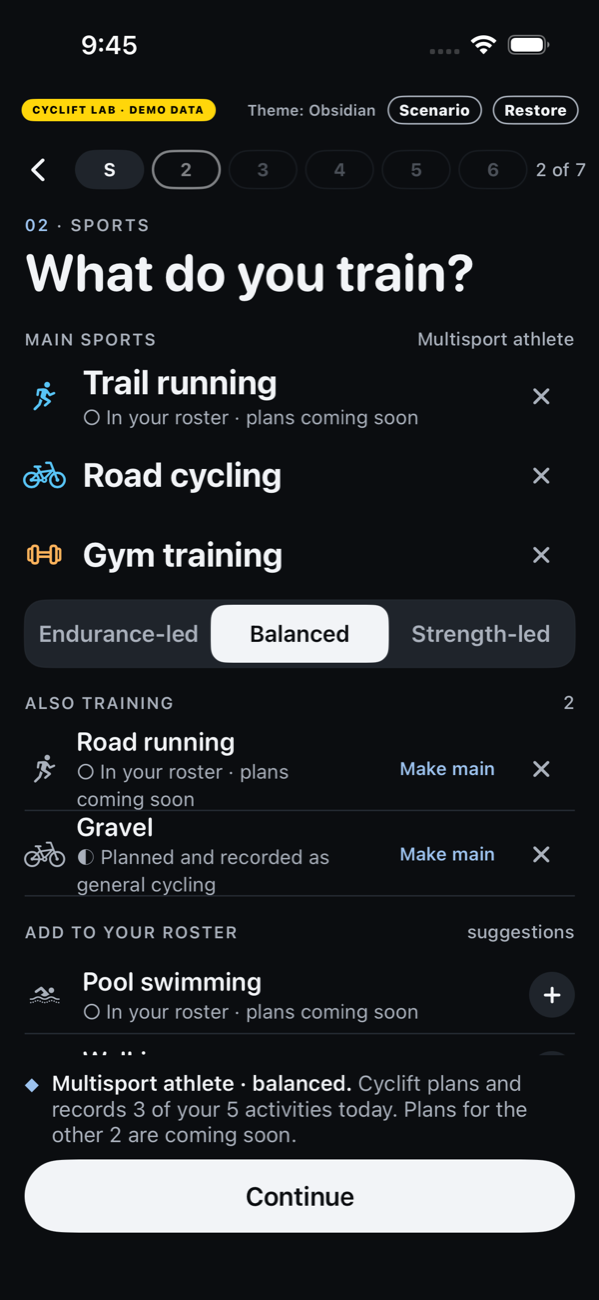 9:45
CYCLIFT LAB · DEMO DATA
Theme: Obsidian
Scenario
Restore
S
2
3
4
5
6
2 of 7
02 · SPORTS
What do you train?
MAIN SPORTS
Multisport athlete
Trail running
In your roster · plans coming soon
Road cycling
Gym training
Endurance-led
Balanced
Strength-led
ALSO TRAINING
2
Road running
In your roster · plans
coming soon
Make main
Gravel
Planned and recorded as
general cycling
Make main
ADD TO YOUR ROSTER
suggestions
Pool swimming
In your roster · plans coming soon
Multisport athlete · balanced. Cyclift plans and
records 3 of your 5 activities today. Plans for the
other 2 are coming soon.
Continue